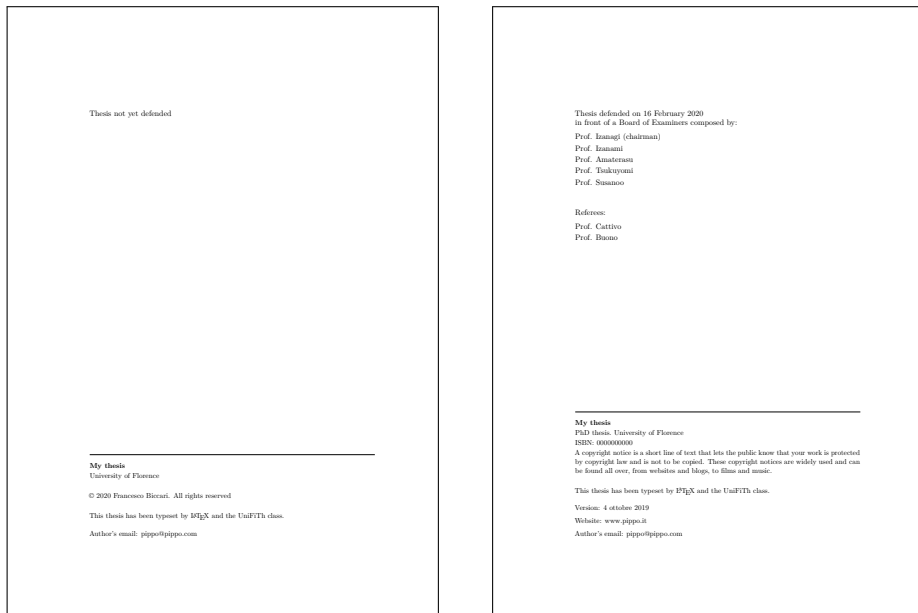 Thesis not yet defended
My thesis
University of Florence
© 2020 Francesco Biccari. All rights reserved
This thesis has been typeset by LATEX and the UniFiTh class.
Author's email: pippo@pippo.com
Thesis defended on 16 February 2020
in front of a Board of Examiners composed by:
Prof. Izanagi (chairman)
Prof. Izanami
Prof. Amaterasu
Prof. Tsukuyomi
Prof. Susanoo
Referees:
Prof. Cattivo
Prof. Buono
My thesis
PhD thesis. University of Florence
ISBN: 0000000000
A copyright notice is a short line of text that lets the public know that your work is protected
by copyright law and is not to be copied. These copyright notices are widely used and can
be found all over, from websites and blogs, to films and music.
This thesis has been typeset by LATEX and the UniFiTh class.
Version: 4 ottobre 2019
Website: www.pippo.it
Author's email: pippo@pippo.com